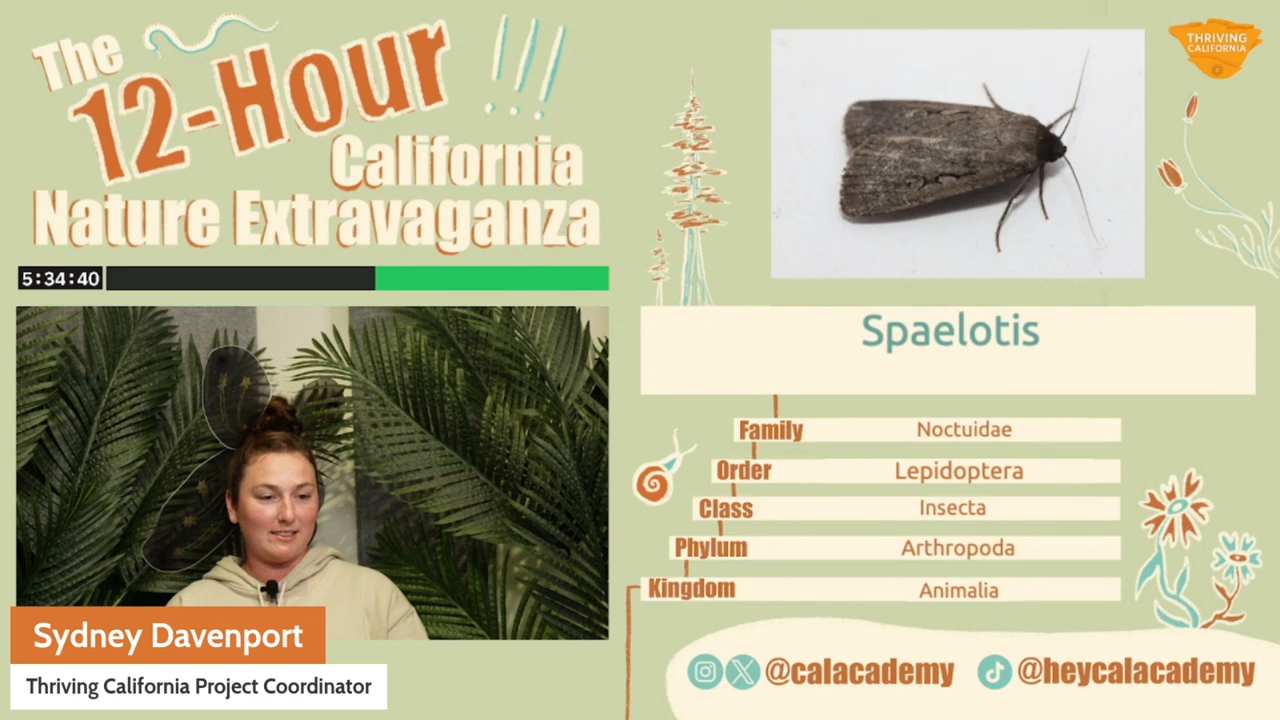 The
12-Hour !!!
California
Nature Extravaganza
5:34:40
Sydney Davenport
Thriving California Project Coordinator
THRIVING
CALIFORNIA
Spaelotis
Family Noctuidae
Order Lepidoptera
Class Insecta
Phylum Arthropoda
Kingdom Animalia
@calacademy @heycalacademy